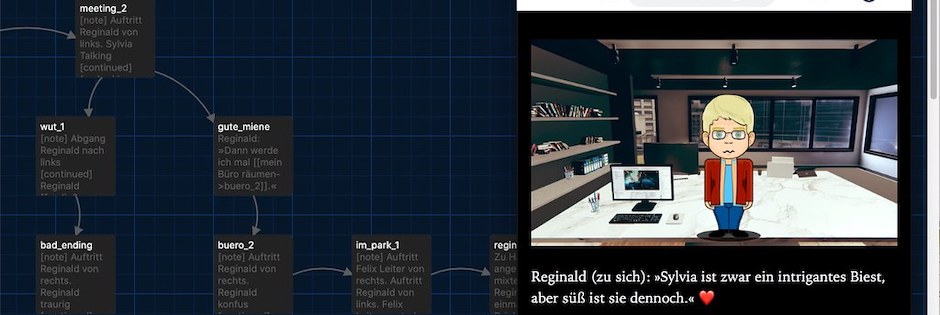 meeting_2
[note] Auftritt
Reginald von
links. Sylvia
Talking
[continued]
wut_1
[note] Abgang
Reginald nach
links
[continued]
Reginald
gute_miene
Reginald:
»Dann werde
ich mal [[mein
Büro räumen-
>buero_2]].«
bad_ending
[note] Auftritt
Reginald von
rechts.
Reginald
traurig
buero_2
[note] Auftritt
Reginald von
rechts.
Reginald
konfus
im_park_1
[note] Auftritt
Felix Leiter von
rechts. Auftritt
Reginald von
links. Felix
regin
Zu H
ange
mixte
Regi
einm
Reginald (zu sich): »Sylvia ist zwar ein intrigantes Biest,
aber süß ist sie dennoch.« ❤️